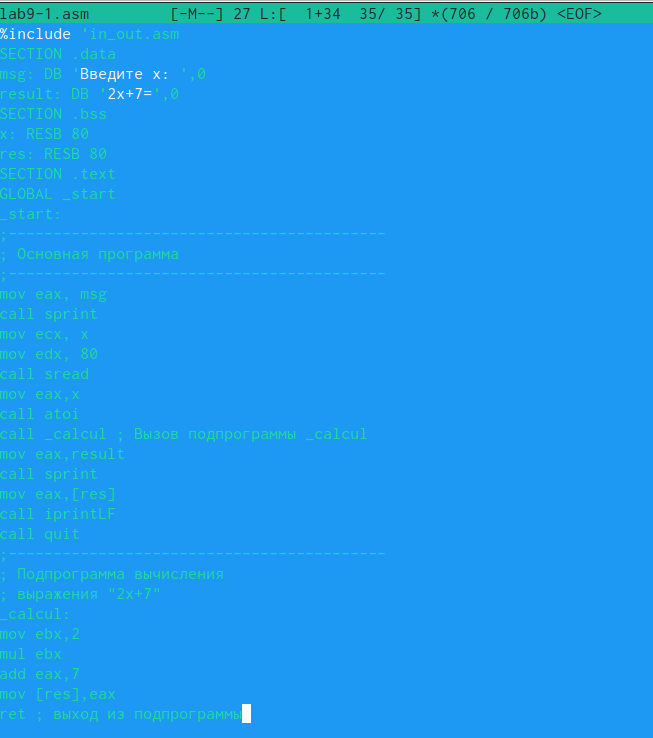 lab9-1.asm [-M--] 27 L:[ 1+34 35/ 35] *(706 / 706b) <EOF>
%include 'in_out.asm
SECTION .data
msg: DB 'Введите x: ',0
result: DB '2x+7=',0
SECTION .bss
x: RESB 80
res: RESB 80
SECTION .text
GLOBAL _start
_start:
;------------------------------------------
; Основная программа
;------------------------------------------
mov eax, msg
call sprint
mov ecx, x
mov edx, 80
call sread
mov eax,x
call atoi
call _calcul ; Вызов подпрограммы _calcul
mov eax,result
call sprint
mov eax,[res]
call iprintLF
call quit
;------------------------------------------
; Подпрограмма вычисления
; выражения "2x+7"
_calcul:
mov ebx,2
mul ebx
add eax,7
mov [res],eax
ret ; выход из подпрограммы